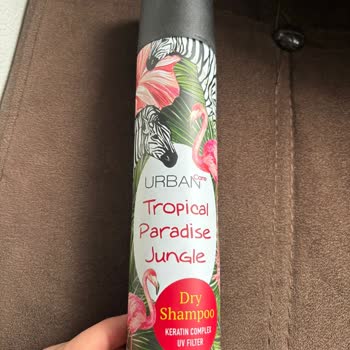 URBAN Care
Tropical
Paradise
Jungle
Dry
Shampoo
KERATIN COMPLEX
UV FILTER